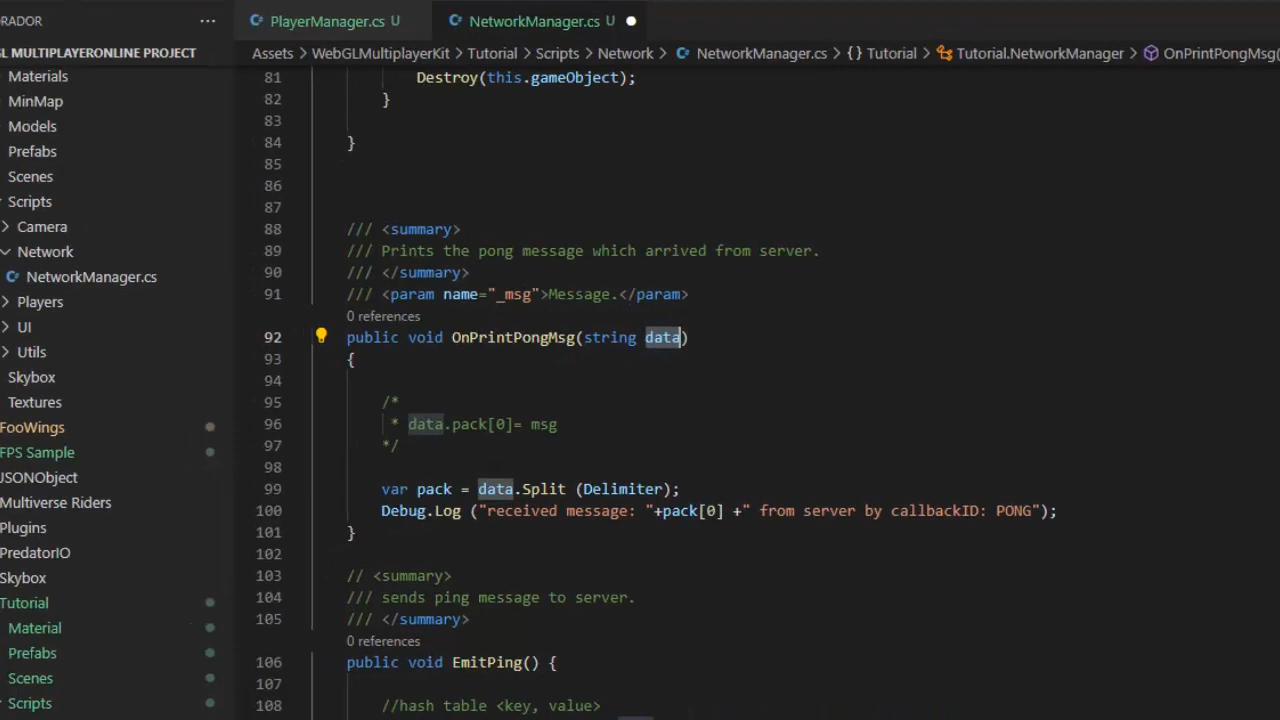 RADOR ···
GL MULTIPLAYERONLINE PROJECT
Materials
MinMap
Models
Prefabs
Scenes
Scripts
Camera
Network
NetworkManager.cs
Players
UI
Utils
Skybox
Textures
FooWings
FPS Sample
JSONObject
Multiverse Riders
Plugins
PredatorIO
Skybox
Tutorial
Material
Prefabs
Scenes
Scripts
PlayerManager.cs U NetworkManager.cs U
Assets > WebGLMultiplayerKit > Tutorial > Scripts > Network > NetworkManager.cs > {} Tutorial > Tutorial.NetworkManager > OnPrintPongMsg(
81 Destroy(this.gameObject);
82 }
83
84 }
85
86
87
88 /// <summary>
89 /// Prints the pong message which arrived from server.
90 /// </summary>
91 /// <param name="_msg">Message.</param>
0 references
92 public void OnPrintPongMsg(string data)
93 {
94
95 /*
96 * data.pack[0]= msg
97 */
98
99 var pack = data.Split (Delimiter);
100 Debug.Log ("received message: "+pack[0] +" from server by callbackID: PONG");
101 }
102
103 // <summary>
104 /// sends ping message to server.
105 /// </summary>
0 references
106 public void EmitPing() {
107
108 //hash table <key, value>